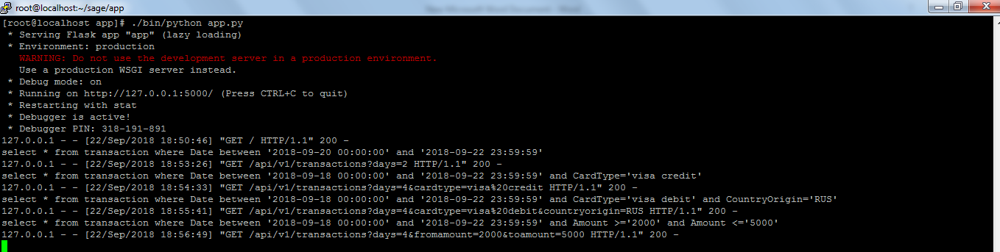 root@localhost:~/sage/app
[root@localhost app]# ./bin/python app.py
 * Serving Flask app "app" (lazy loading)
 * Environment: production
   WARNING: Do not use the development server in a production environment.
   Use a production WSGI server instead.
 * Debug mode: on
 * Running on http://127.0.0.1:5000/ (Press CTRL+C to quit)
 * Restarting with stat
 * Debugger is active!
 * Debugger PIN: 318-191-891
127.0.0.1 - - [22/Sep/2018 18:50:46] "GET / HTTP/1.1" 200 -
select * from transaction where Date between '2018-09-20 00:00:00' and '2018-09-22 23:59:59'
127.0.0.1 - - [22/Sep/2018 18:53:26] "GET /api/v1/transactions?days=2 HTTP/1.1" 200 -
select * from transaction where Date between '2018-09-18 00:00:00' and '2018-09-22 23:59:59' and CardType='visa credit'
127.0.0.1 - - [22/Sep/2018 18:54:33] "GET /api/v1/transactions?days=4&cardtype=visa%20credit HTTP/1.1" 200 -
select * from transaction where Date between '2018-09-18 00:00:00' and '2018-09-22 23:59:59' and CardType='visa debit' and CountryOrigin='RUS'
127.0.0.1 - - [22/Sep/2018 18:55:41] "GET /api/v1/transactions?days=4&cardtype=visa%20debit&countryorigin=RUS HTTP/1.1" 200 -
select * from transaction where Date between '2018-09-18 00:00:00' and '2018-09-22 23:59:59' and Amount >='2000' and Amount <='5000'
127.0.0.1 - - [22/Sep/2018 18:56:49] "GET /api/v1/transactions?days=4&fromamount=2000&toamount=5000 HTTP/1.1" 200 -